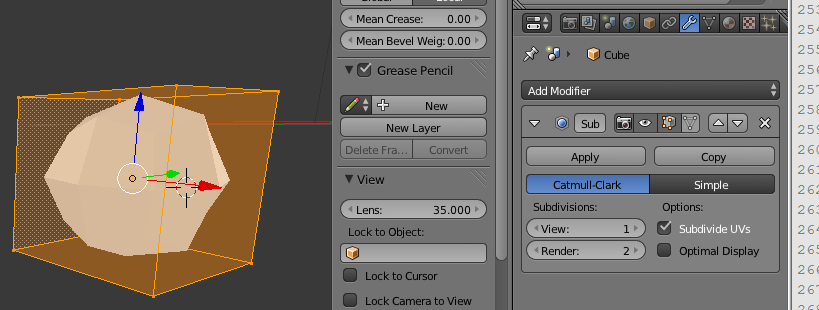 Global
Local
Mean Crease: 0.00
Mean Bevel Weig: 0.00
Grease Pencil
New
New Layer
Delete Fra... Convert
View
Lens: 35.000
Lock to Object:
Lock to Cursor
Lock Camera to View
Cube
Add Modifier
Sub
Apply Copy
Catmull-Clark Simple
Subdivisions: Options:
View: 1 Subdivide UVs
Render: 2 Optimal Display
253
254
255
256
257
258
259
260
261
262
263
264
265
266
267
268